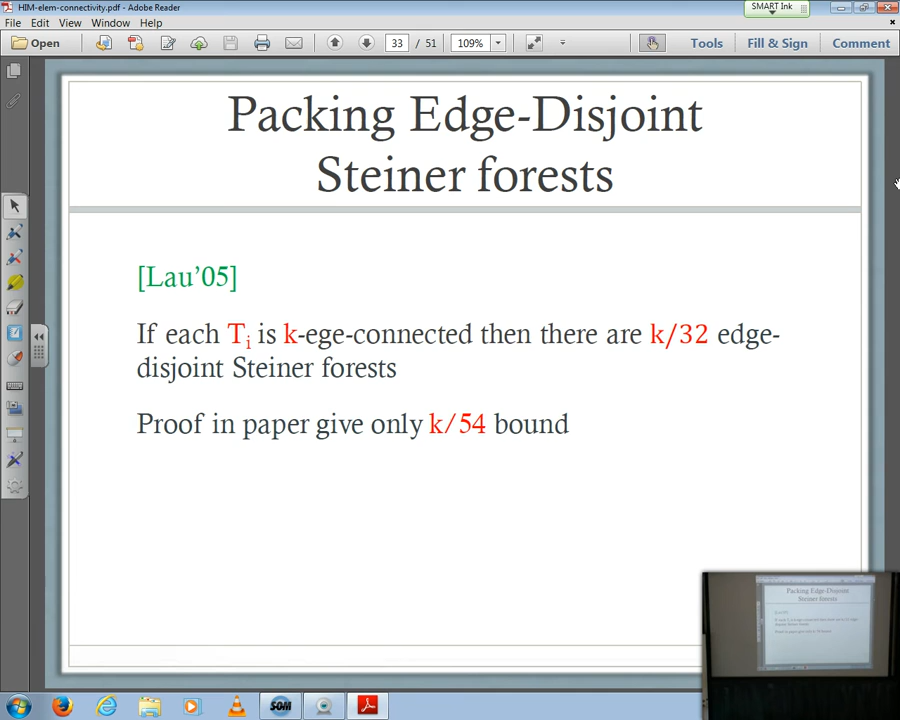 HIM-elem-connectivity.pdf - Adobe Reader
SMART Ink
File Edit View Window Help
Open 33 / 51 109% Tools Fill & Sign Comment
Packing Edge-Disjoint
Steiner forests
[Lau'05]
If each Ti is k-ege-connected then there are k/32 edge-
disjoint Steiner forests
Proof in paper give only k/54 bound
Packing Edge-Disjoint
Steiner forests
SOM